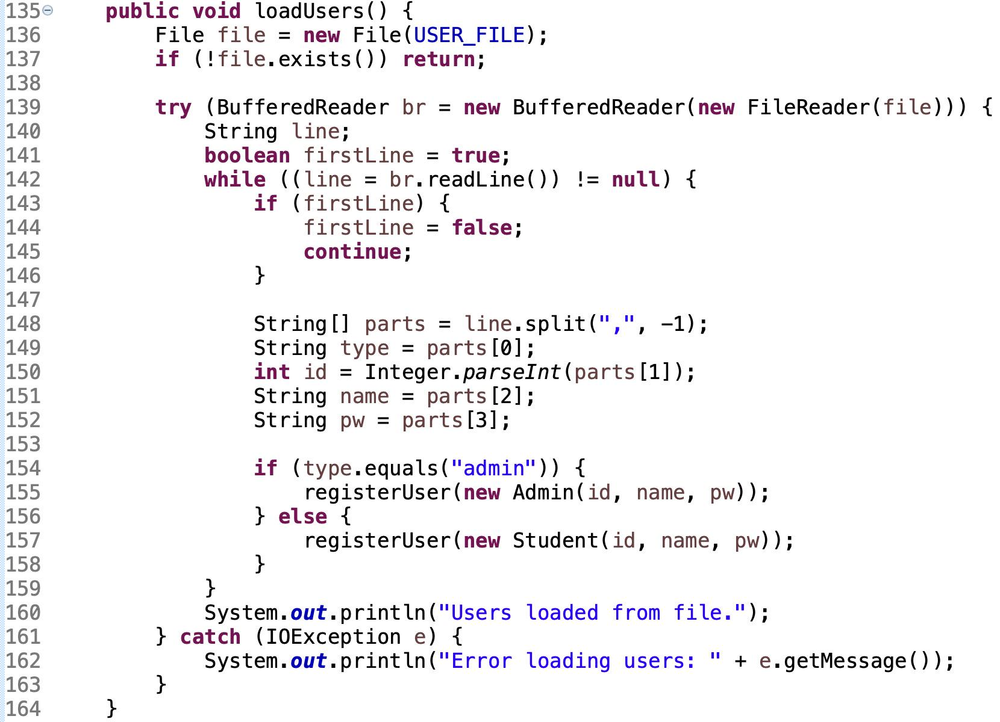 135 public void loadUsers() {
136 File file = new File(USER_FILE);
137 if (!file.exists()) return;
138
139 try (BufferedReader br = new BufferedReader(new FileReader(file))) {
140 String line;
141 boolean firstLine = true;
142 while ((line = br.readLine()) != null) {
143 if (firstLine) {
144 firstLine = false;
145 continue;
146 }
147
148 String[] parts = line.split(",", -1);
149 String type = parts[0];
150 int id = Integer.parseInt(parts[1]);
151 String name = parts[2];
152 String pw = parts[3];
153
154 if (type.equals("admin")) {
155 registerUser(new Admin(id, name, pw));
156 } else {
157 registerUser(new Student(id, name, pw));
158 }
159 }
160 System.out.println("Users loaded from file.");
161 } catch (IOException e) {
162 System.out.println("Error loading users: " + e.getMessage());
163 }
164 }